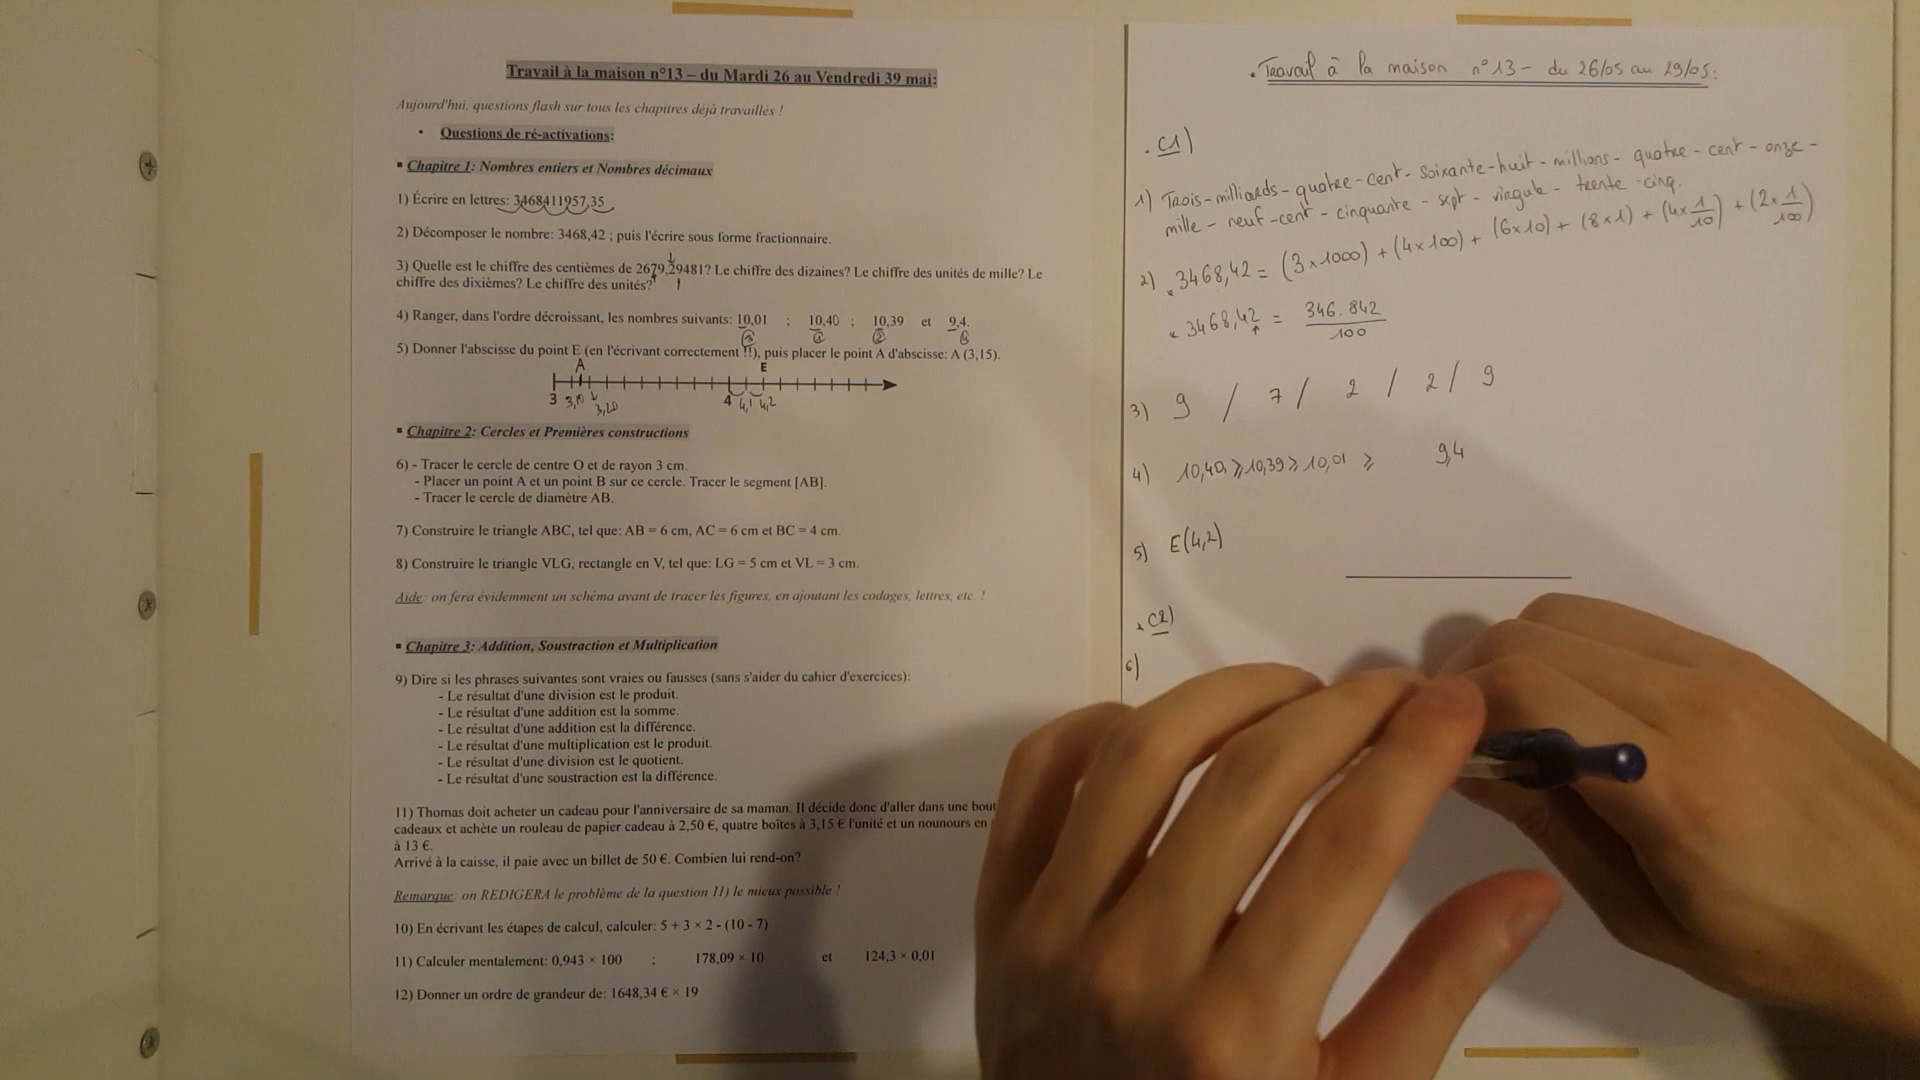 Travail à la maison n°13 – du Mardi 26 au Vendredi 39 mai:
Aujourd'hui, questions flash sur tous les chapitres déjà travaillés !
• Questions de ré-activations:
▪ Chapitre 1: Nombres entiers et Nombres décimaux
1) Écrire en lettres: 3468411957,35
2) Décomposer le nombre: 3468,42 ; puis l'écrire sous forme fractionnaire.
3) Quelle est le chiffre des centièmes de 2679,29481? Le chiffre des dizaines? Le chiffre des unités de mille? Le
chiffre des dixièmes? Le chiffre des unités?
4) Ranger, dans l'ordre décroissant, les nombres suivants: 10,01 ; 10,40 ; 10,39 et 9,4.
5) Donner l'abscisse du point E (en l'écrivant correctement !!), puis placer le point A d'abscisse: A (3,15).
A E
3 3,10 3,20 4 4,1 4,2
▪ Chapitre 2: Cercles et Premières constructions
6) - Tracer le cercle de centre O et de rayon 3 cm.
- Placer un point A et un point B sur ce cercle. Tracer le segment [AB].
- Tracer le cercle de diamètre AB.
7) Construire le triangle ABC, tel que: AB = 6 cm, AC = 6 cm et BC = 4 cm.
8) Construire le triangle VLG, rectangle en V, tel que: LG = 5 cm et VL = 3 cm.
Aide: on fera évidemment un schéma avant de tracer les figures, en ajoutant les codages, lettres, etc. !
▪ Chapitre 3: Addition, Soustraction et Multiplication
9) Dire si les phrases suivantes sont vraies ou fausses (sans s'aider du cahier d'exercices):
- Le résultat d'une division est le produit.
- Le résultat d'une addition est la somme.
- Le résultat d'une addition est la différence.
- Le résultat d'une multiplication est le produit.
- Le résultat d'une division est le quotient.
- Le résultat d'une soustraction est la différence.
11) Thomas doit acheter un cadeau pour l'anniversaire de sa maman. Il décide donc d'aller dans une bout
cadeaux et achète un rouleau de papier cadeau à 2,50 €, quatre boîtes à 3,15 € l'unité et un nounours en
à 13 €.
Arrivé à la caisse, il paie avec un billet de 50 €. Combien lui rend-on?
Remarque: on REDIGERA le problème de la question 11) le mieux possible !
10) En écrivant les étapes de calcul, calculer: 5 + 3 × 2 - (10 - 7)
11) Calculer mentalement: 0,943 × 100 ; 178,09 × 10 et 124,3 × 0,01
12) Donner un ordre de grandeur de: 1648,34 € × 19
. Travail à la maison n°13 - du 26/05 au 29/05:
. C1)
1) Trois-milliards-quatre-cent-soixante-huit-millions-quatre-cent-onze-
mille-neuf-cent-cinquante-sept-virgule-trente-cinq.
2) × 3468,42 = (3×1000) + (4×100) + (6×10) + (8×1) + (4×1/10) + (2×1/100)
× 3468,42 = 346.842/100
3) 9 / 7 / 2 / 2 / 9
4) 10,40 ⩾ 10,39 ⩾ 10,01 ⩾ 9,4
5) E(4,2)
× C2)
6)